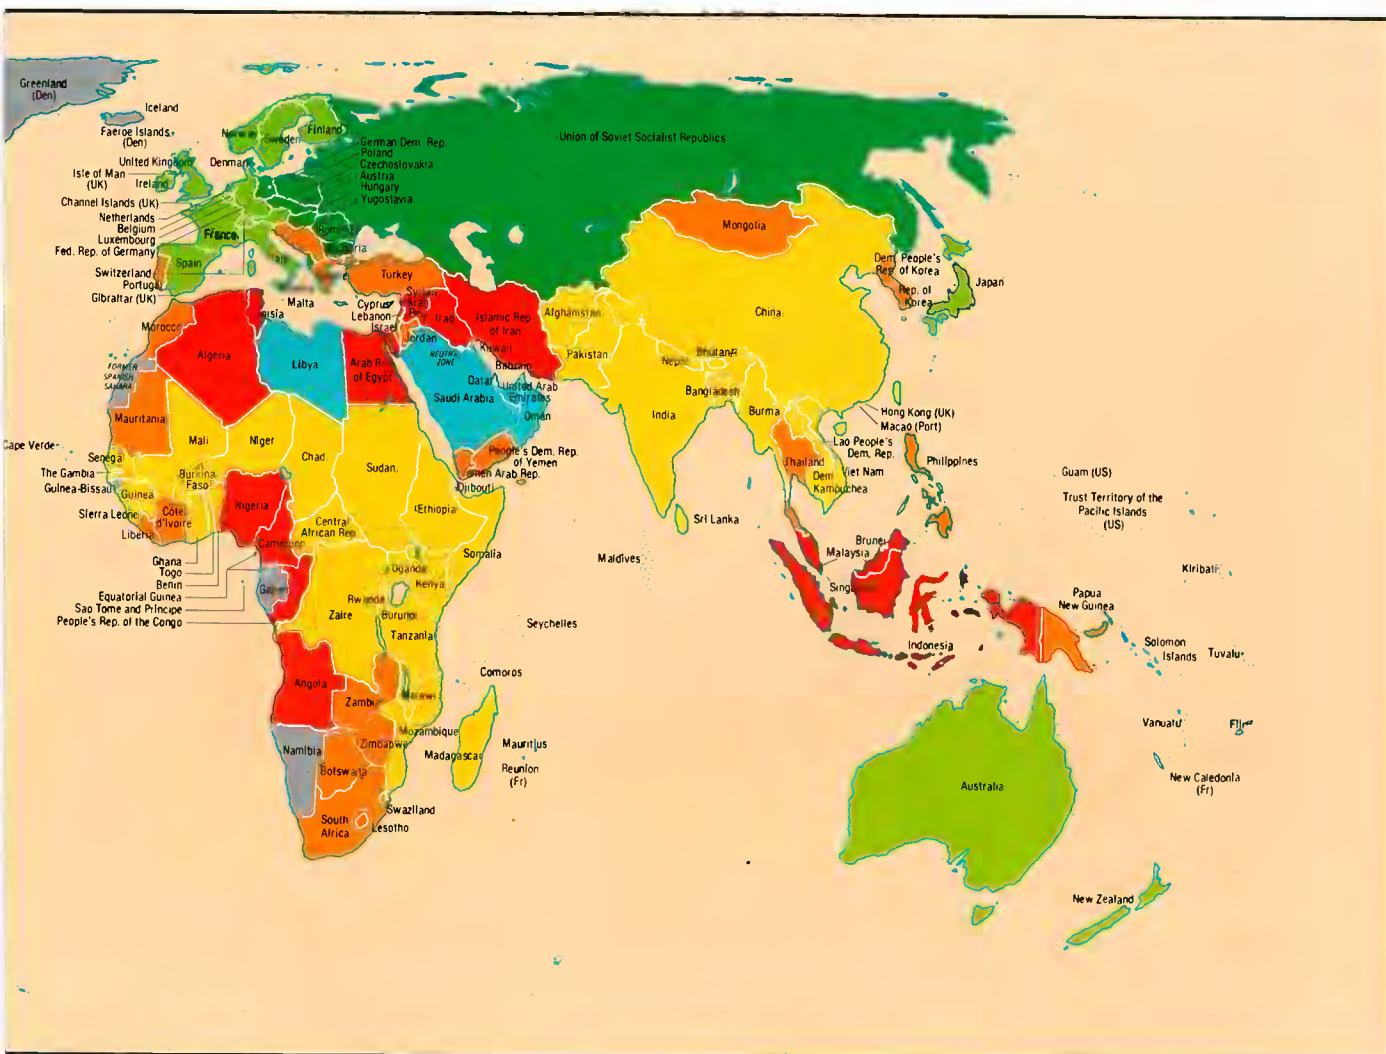 Greenland
(Den)
Iceland
Faeroe Islands
(Den)
Norway
Sweden
Finland
United Kingdom
Denmark
Isle of Man
(UK)
Ireland
Channel Islands (UK)
Netherlands
Belgium
Luxembourg
Fed. Rep. of Germany
France
Switzerland
Portugal
Spain
Gibraltar (UK)
German Dem. Rep.
Poland
Czechoslovakia
Austria
Hungary
Yugoslavia
Union of Soviet Socialist Republics
Mongolia
Turkey
Malta
Cyprus
Lebanon
Israel
Syrian
Arab
Rep
Iraq
Jordan
Islamic Rep
of Iran
Kuwait
Bahrain
Qatar
United Arab
Emirates
Oman
NEUTRAL
ZONE
Saudi Arabia
People's Dem. Rep.
of Yemen
Yemen Arab Rep.
Djibouti
Afghanistan
Pakistan
Nepal
Bhutan
Bangladesh
India
Burma
China
Dem People's
Rep of Korea
Rep. of
Korea
Japan
Hong Kong (UK)
Macao (Port)
Lao People's
Dem. Rep.
Thailand
Viet Nam
Dem
Kampuchea
Philippines
Guam (US)
Trust Territory of the
Pacific Islands
(US)
Sri Lanka
Maldives
Brunei
Malaysia
Indonesia
Papua
New Guinea
Kiribati
Solomon
Islands
Tuvalu
Vanuatu
Fiji
New Caledonia
(Fr)
Australia
New Zealand
Morocco
Algeria
Libya
Arab Rep
of Egypt
FORMER
SPANISH
SAHARA
Mauritania
Mali
Niger
Chad
Sudan
Cape Verde
Senegal
The Gambia
Guinea-Bissau
Guinea
Sierra Leone
Liberia
Burkina
Faso
Côte
d'Ivoire
Ghana
Togo
Benin
Equatorial Guinea
Sao Tome and Principe
People's Rep. of the Congo
Nigeria
Cameroon
Central
African Rep
Ethiopia
Somalia
Uganda
Kenya
Rwanda
Burundi
Zaire
Tanzania
Seychelles
Comoros
Angola
Zambia
Malawi
Mozambique
Zimbabwe
Namibia
Botswana
Madagascar
Mauritius
Reunion
(Fr)
South
Africa
Swaziland
Lesotho